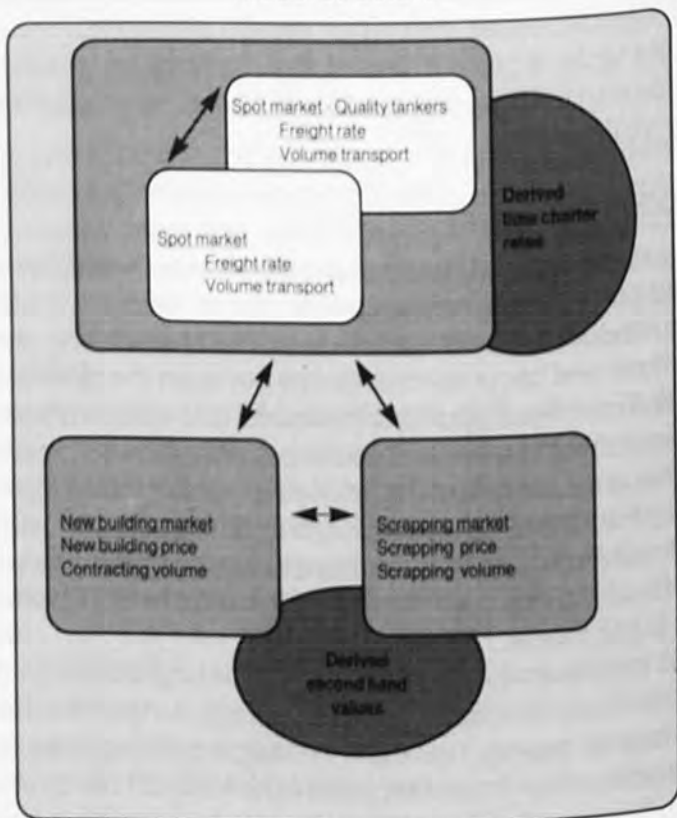 Spot market · Quality tankers
Freight rate
Volume transport
Spot market
Freight rate
Volume transport
Derived
time charter
rates
New building market
New building price
Contracting volume
Scrapping market
Scrapping price
Scrapping volume
Derived
second hand
values